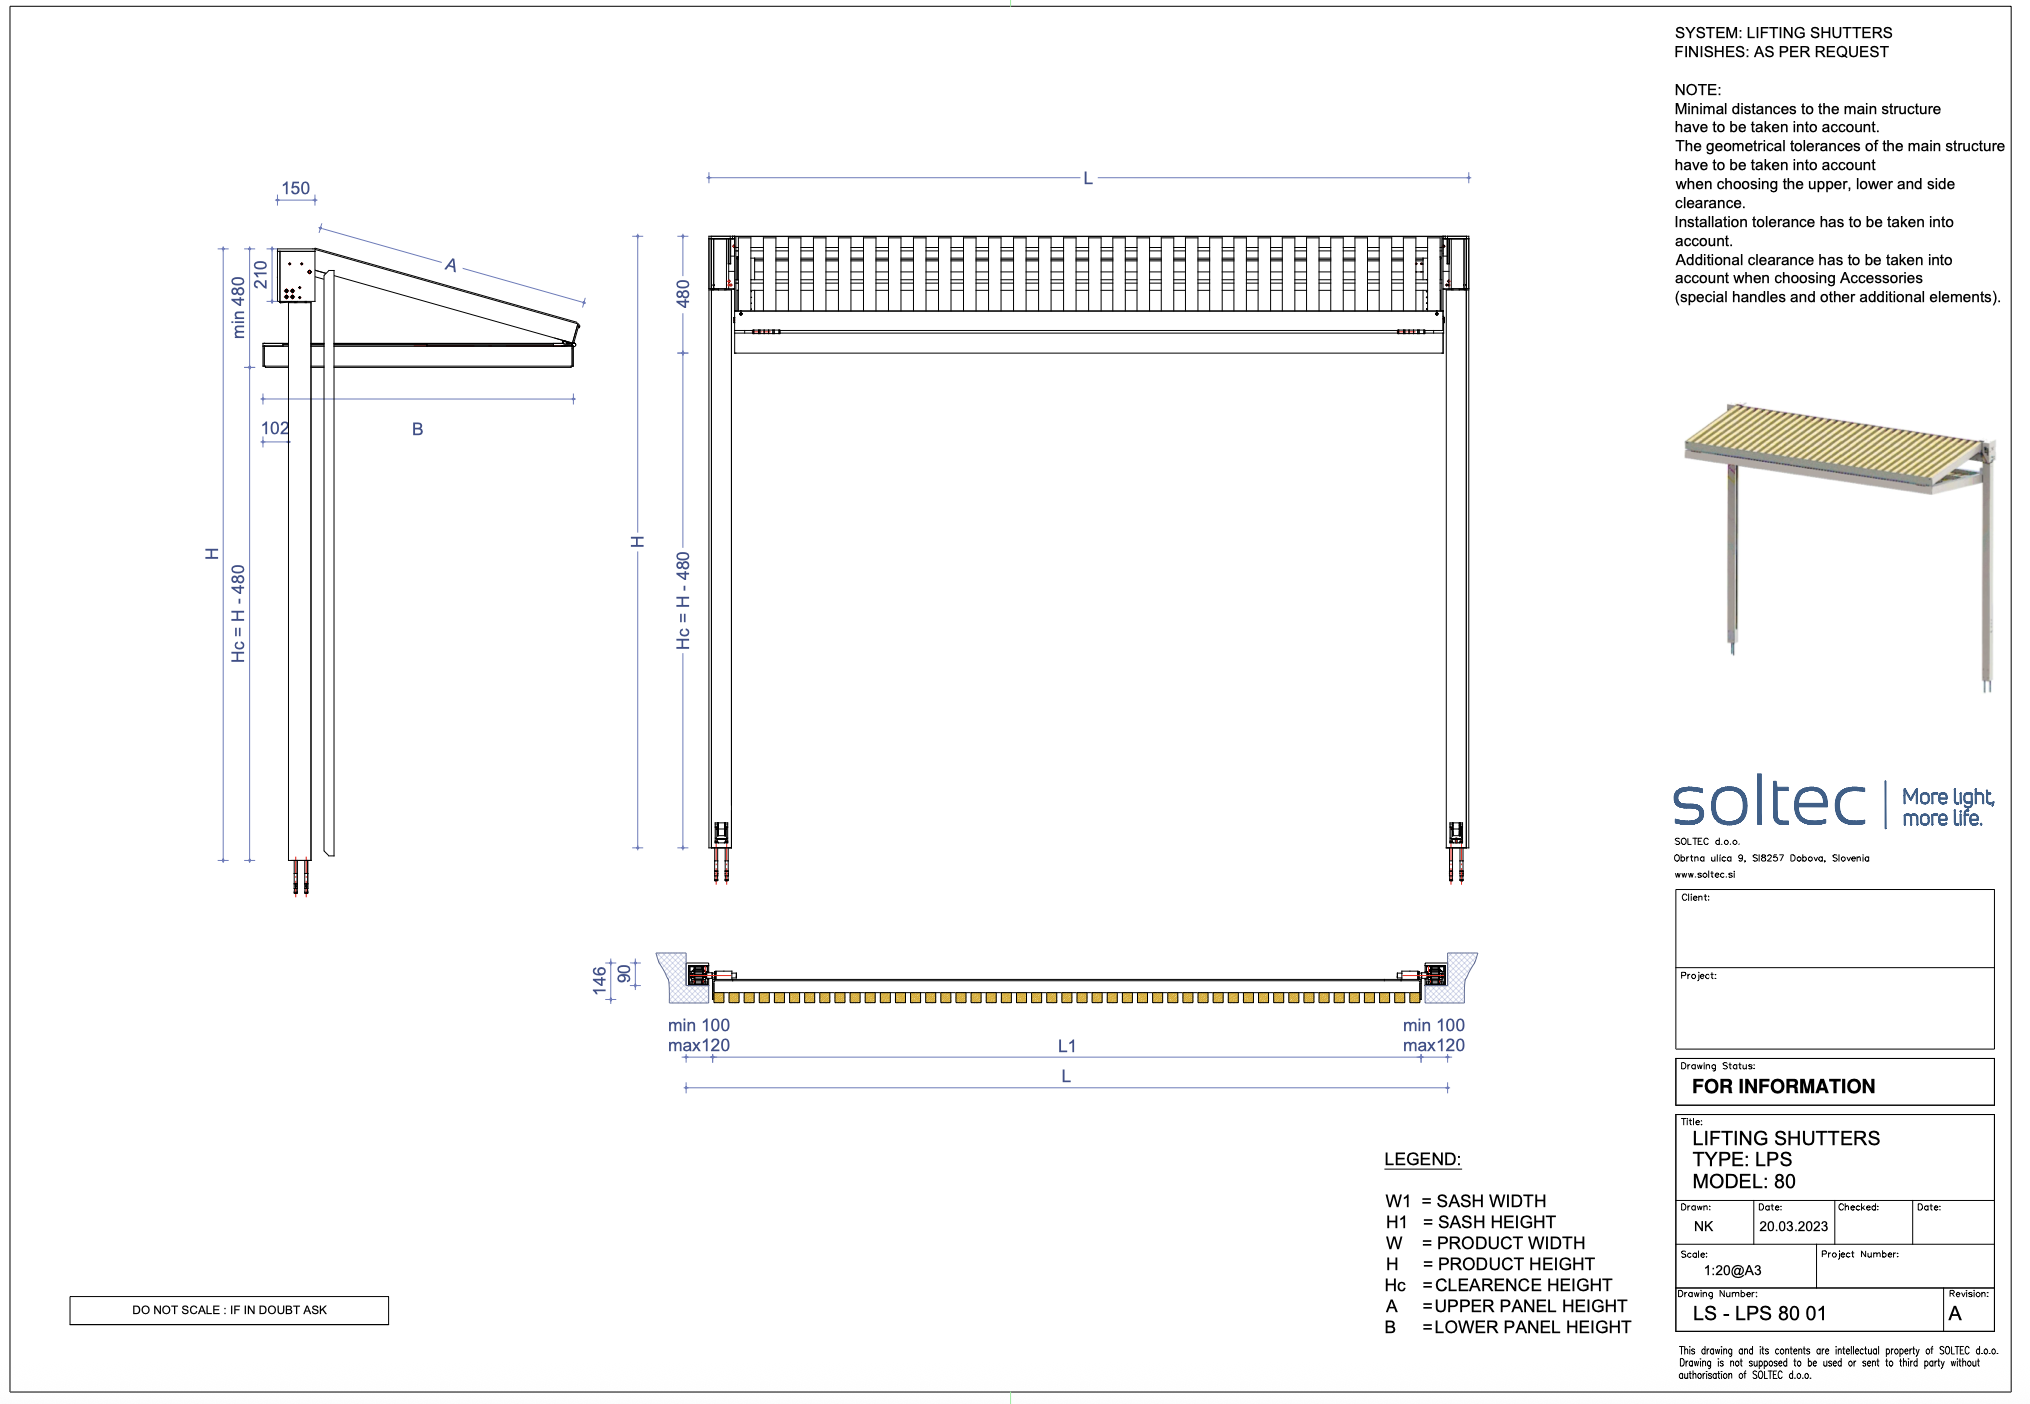 SYSTEM: LIFTING SHUTTERS
FINISHES: AS PER REQUEST
NOTE:
Minimal distances to the main structure
have to be taken into account.
The geometrical tolerances of the main structure
have to be taken into account
when choosing the upper, lower and side
clearance.
Installation tolerance has to be taken into
account.
Additional clearance has to be taken into
account when choosing Accessories
(special handles and other additional elements).
150
A
210
min 480
102
B
H
Hc = H - 480
L
480
H
Hc = H - 480
146
90
min 100
max120
L1
min 100
max120
L
soltec
More light,
more life.
SOLTEC d.o.o.
Obrtna ulica 9, SI8257 Dobova, Slovenia
www.soltec.si
Client:
Project:
Drawing Status:
FOR INFORMATION
Title:
LIFTING SHUTTERS
TYPE: LPS
MODEL: 80
Drawn:
NK
Date:
20.03.2023
Checked:
Date:
Scale:
1:20@A3
Project Number:
Drawing Number:
LS - LPS 80 01
Revision:
A
This drawing and its contents are intellectual property of SOLTEC d.o.o.
Drawing is not supposed to be used or sent to third party without
authorisation of SOLTEC d.o.o.
LEGEND:
W1 = SASH WIDTH
H1 = SASH HEIGHT
W = PRODUCT WIDTH
H = PRODUCT HEIGHT
Hc =CLEARENCE HEIGHT
A =UPPER PANEL HEIGHT
B =LOWER PANEL HEIGHT
DO NOT SCALE : IF IN DOUBT ASK